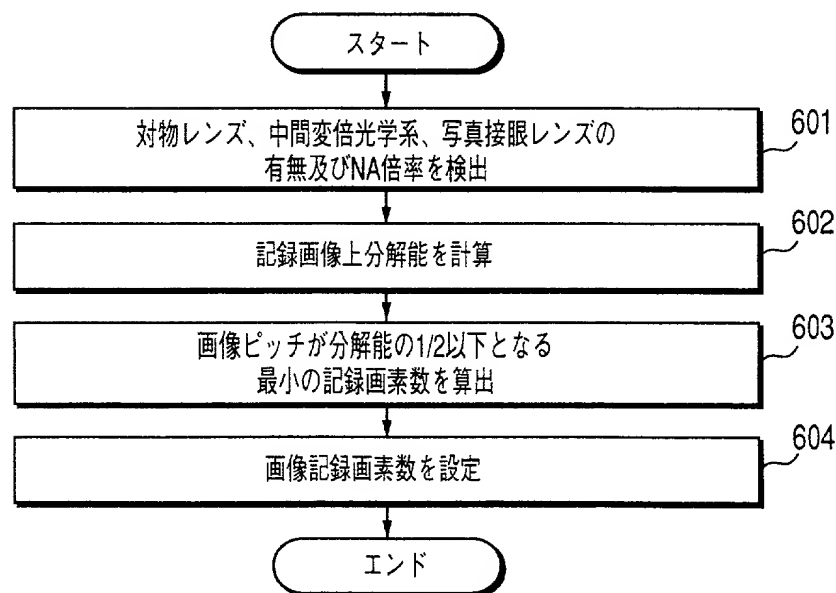 スタート
対物レンズ、中間変倍光学系、写真接眼レンズの
有無及びNA倍率を検出
601
記録画像上分解能を計算
602
画像ピッチが分解能の1/2以下となる
最小の記録画素数を算出
603
画像記録画素数を設定
604
エンド